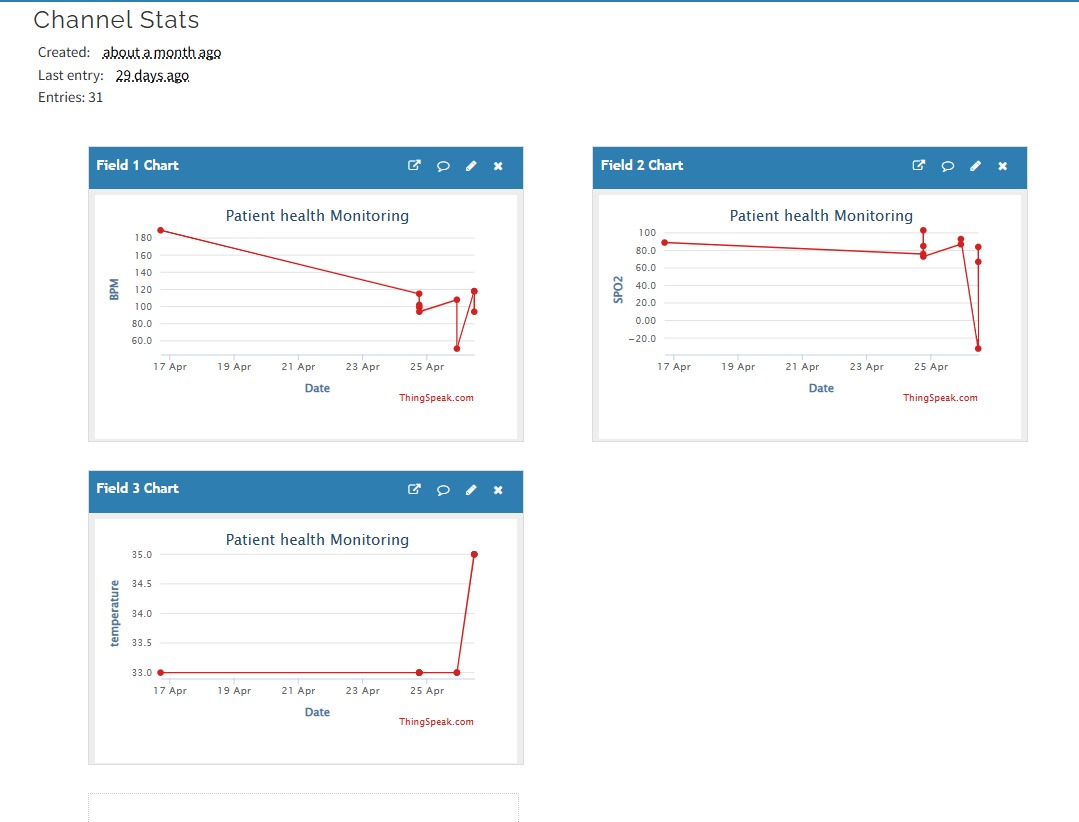 Channel Stats
Created: about a month ago
Last entry: 29 days ago
Entries: 31
Field 1 Chart
Patient health Monitoring
BPM
180
160
140
120
100
80.0
60.0
17 Apr 19 Apr 21 Apr 23 Apr 25 Apr
Date
ThingSpeak.com
Field 2 Chart
Patient health Monitoring
SPO2
100
80.0
60.0
40.0
20.0
0.00
−20.0
17 Apr 19 Apr 21 Apr 23 Apr 25 Apr
Date
ThingSpeak.com
Field 3 Chart
Patient health Monitoring
temperature
35.0
34.5
34.0
33.5
33.0
17 Apr 19 Apr 21 Apr 23 Apr 25 Apr
Date
ThingSpeak.com